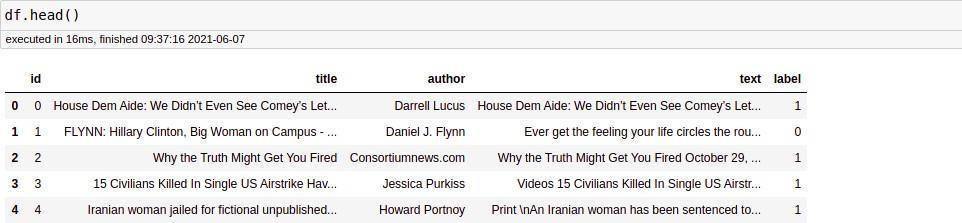 df.head()
executed in 16ms, finished 09:37:16 2021-06-07
id title author text label
0 0 House Dem Aide: We Didn’t Even See Comey’s Let... Darrell Lucus House Dem Aide: We Didn’t Even See Comey’s Let... 1
1 1 FLYNN: Hillary Clinton, Big Woman on Campus - ... Daniel J. Flynn Ever get the feeling your life circles the rou... 0
2 2 Why the Truth Might Get You Fired Consortiumnews.com Why the Truth Might Get You Fired October 29, ... 1
3 3 15 Civilians Killed In Single US Airstrike Hav... Jessica Purkiss Videos 15 Civilians Killed In Single US Airstr... 1
4 4 Iranian woman jailed for fictional unpublished... Howard Portnoy Print \nAn Iranian woman has been sentenced to... 1